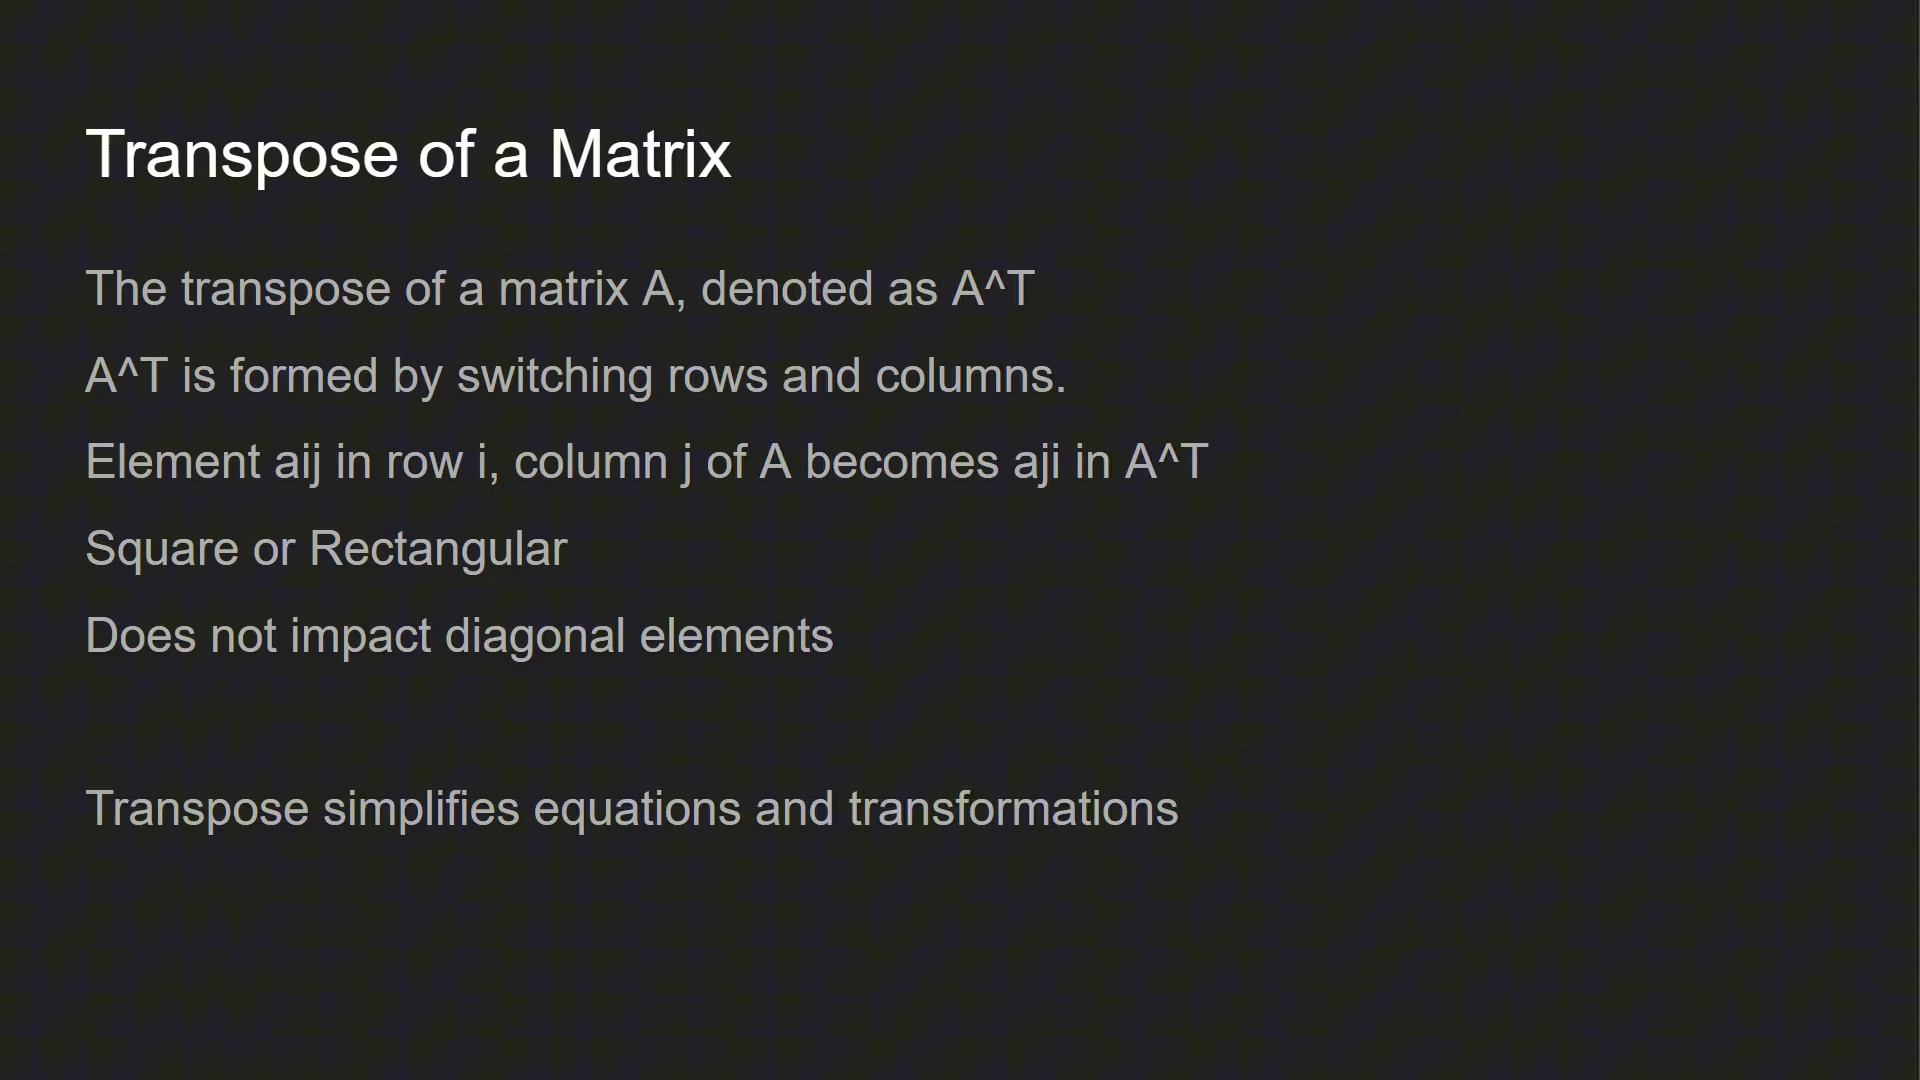 Transpose of a Matrix
The transpose of a matrix A, denoted as A^T
A^T is formed by switching rows and columns.
Element aij in row i, column j of A becomes aji in A^T
Square or Rectangular
Does not impact diagonal elements
Transpose simplifies equations and transformations